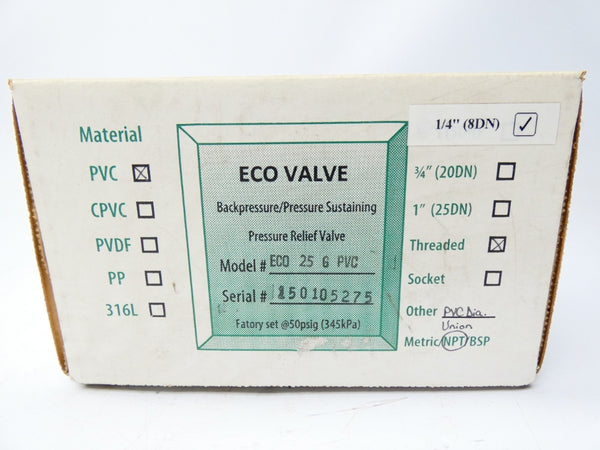 Material
PVC
CPVC
PVDF
PP
316L
ECO VALVE
Backpressure/Pressure Sustaining
Pressure Relief Valve
Model # ECO 25 G PVC
Serial # 150105275
Fatory set @50psig (345kPa)
1/4" (8DN)
¾" (20DN)
1" (25DN)
Threaded
Socket
Other PVC Dia.
Union
Metric/NPT/BSP